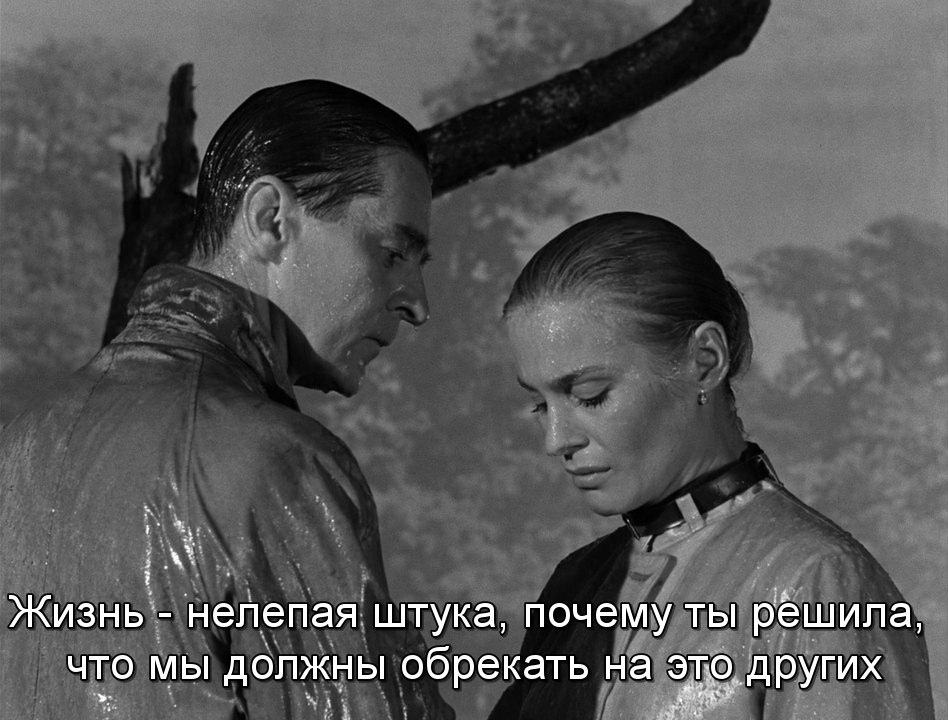 Жизнь - нелепая штука, почему ты решила,
что мы должны обрекать на это других